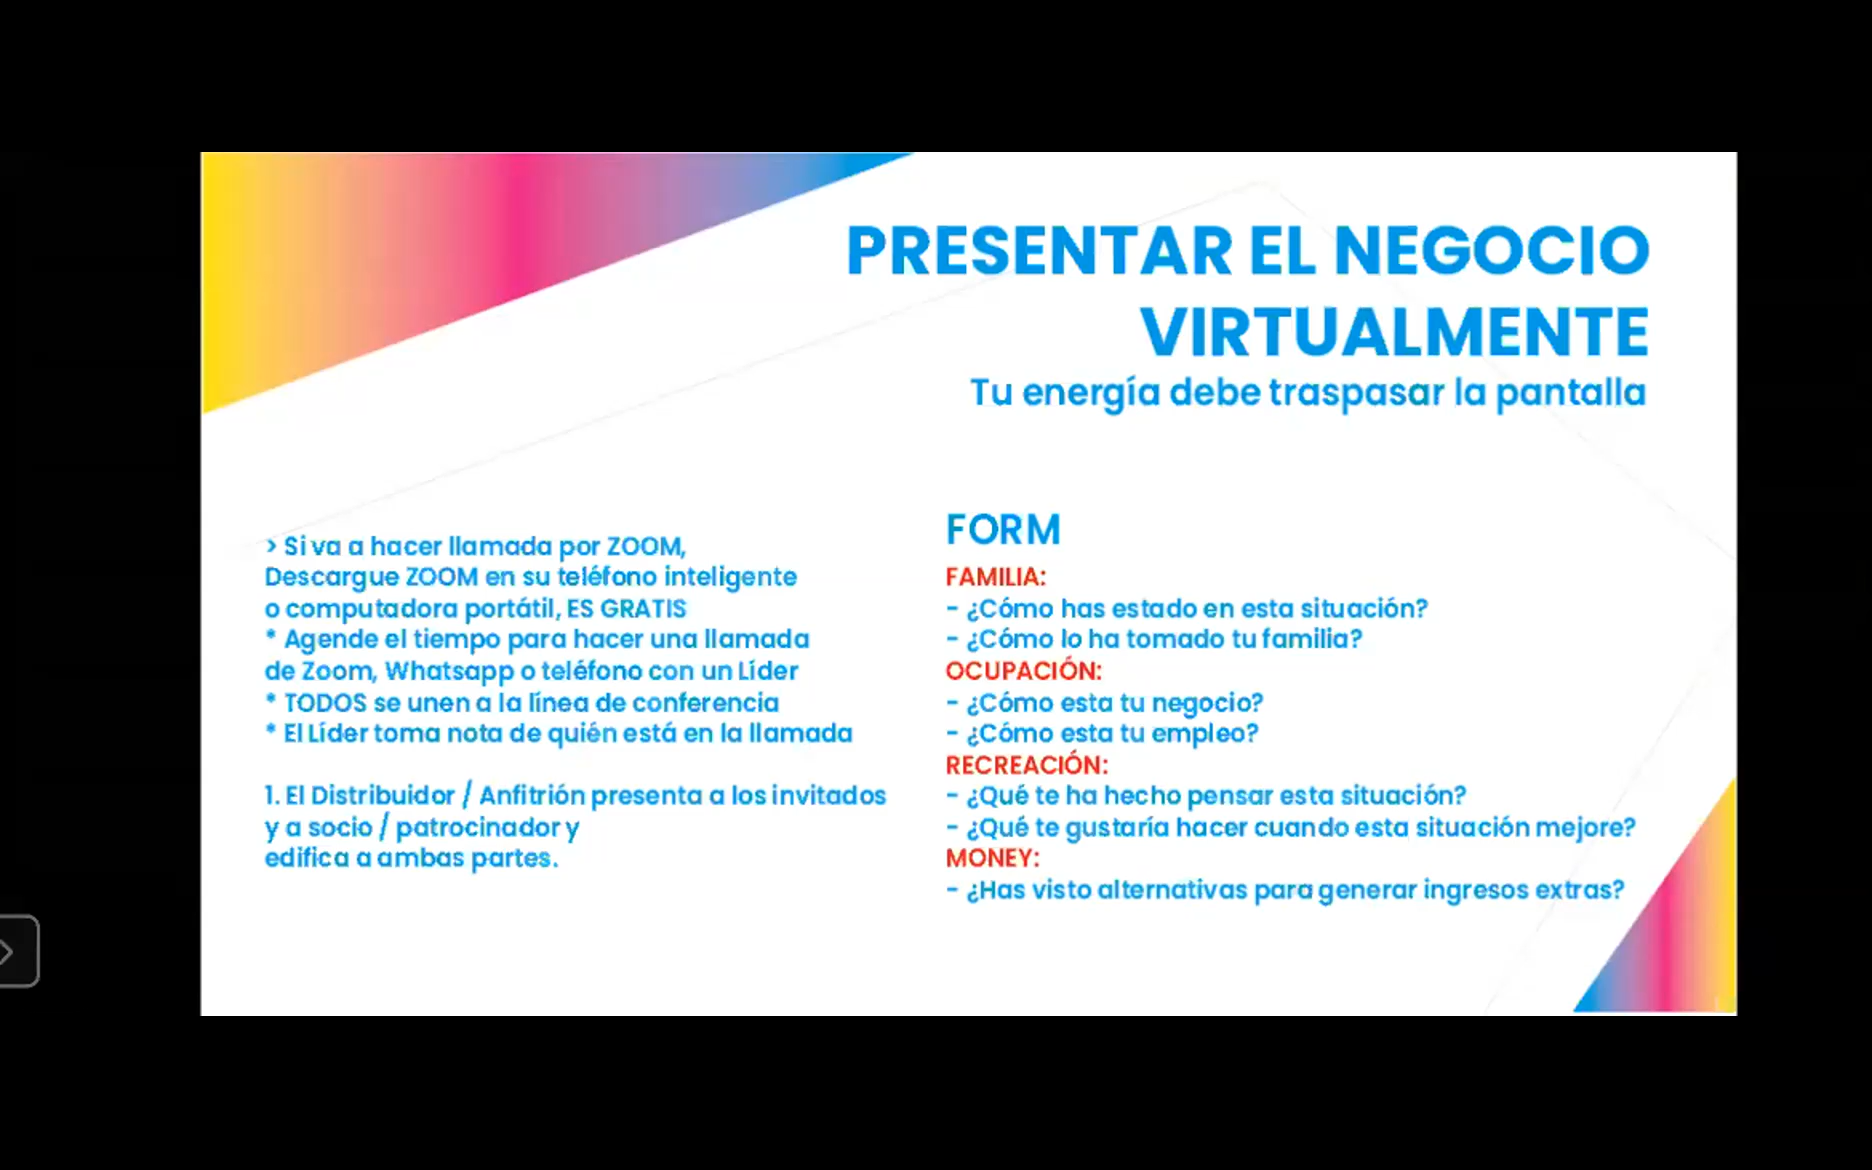 PRESENTAR EL NEGOCIO
VIRTUALMENTE
Tu energía debe traspasar la pantalla
> Si va a hacer llamada por ZOOM,
Descargue ZOOM en su teléfono inteligente
o computadora portátil, ES GRATIS
* Agende el tiempo para hacer una llamada
de Zoom, Whatsapp o teléfono con un Líder
* TODOS se unen a la línea de conferencia
* El Líder toma nota de quién está en la llamada
1. El Distribuidor / Anfitrión presenta a los invitados
y a socio / patrocinador y
edifica a ambas partes.
FORM
FAMILIA:
- ¿Cómo has estado en esta situación?
- ¿Cómo lo ha tomado tu familia?
OCUPACIÓN:
- ¿Cómo esta tu negocio?
- ¿Cómo esta tu empleo?
RECREACIÓN:
- ¿Qué te ha hecho pensar esta situación?
- ¿Qué te gustaría hacer cuando esta situación mejore?
MONEY:
- ¿Has visto alternativas para generar ingresos extras?